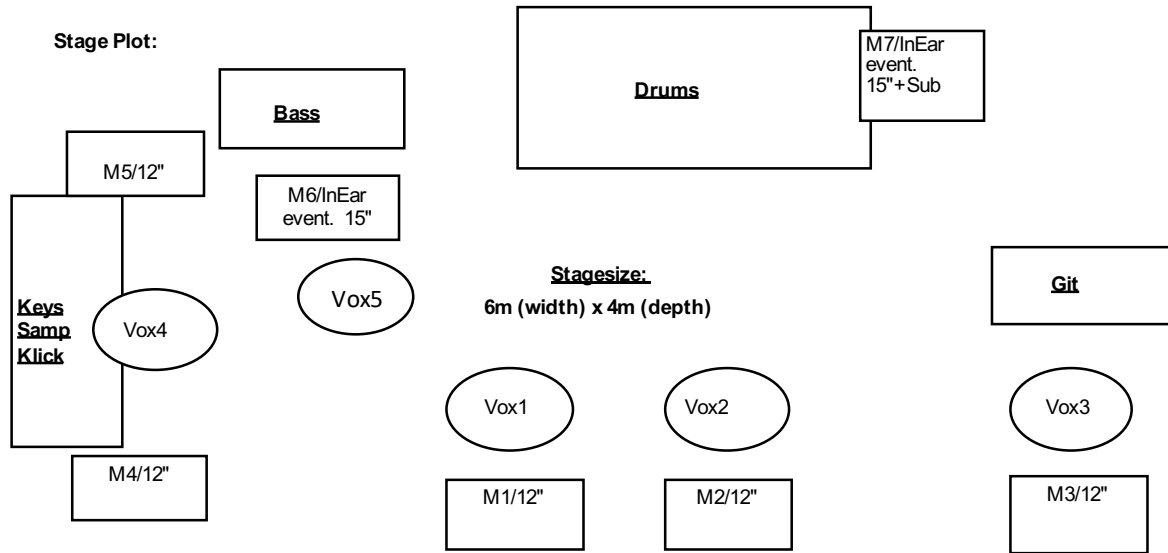 Stage Plot:
M7/InEar
event.
15"+Sub
Drums
Bass
M5/12"
M6/InEar
event. 15"
Stagesize:
6m (width) x 4m (depth)
Git
Vox5
Keys
Samp
Klick
Vox4
Vox1
Vox2
Vox3
M4/12"
M1/12"
M2/12"
M3/12"